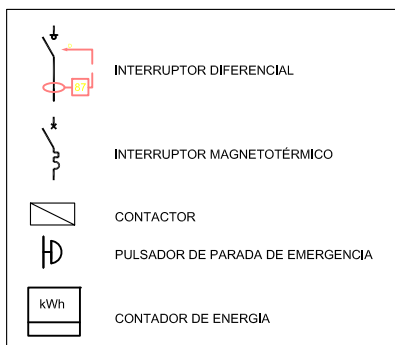 INTERRUPTOR DIFERENCIAL
INTERRUPTOR MAGNETOTÉRMICO
CONTACTOR
PULSADOR DE PARADA DE EMERGENCIA
kWh
CONTADOR DE ENERGIA